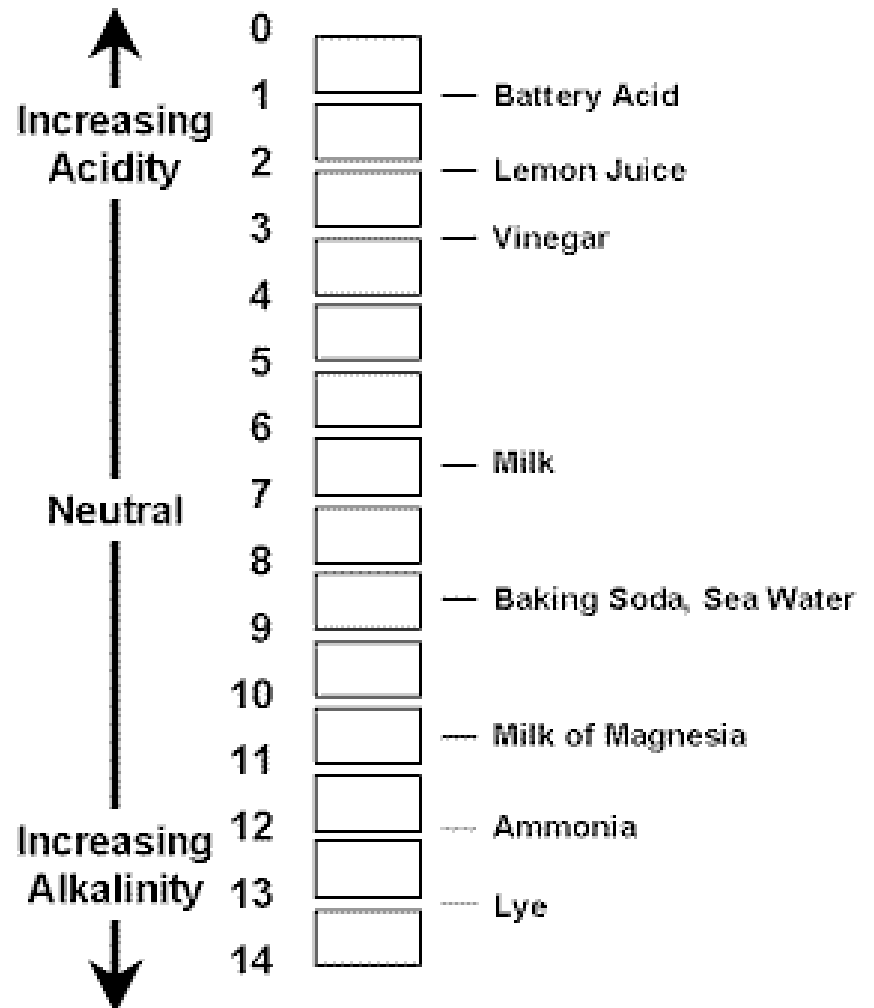 0
1
Battery Acid
Increasing
Acidity
2
Lemon Juice
3
Vinegar
4
5
6
Milk
7
Neutral
8
Baking Soda, Sea Water
9
10
Milk of Magnesia
11
12
Ammonia
Increasing
Alkalinity
13
Lye
14